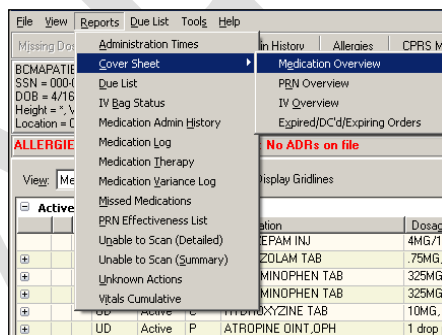 File View Reports Due List Tools Help
Missing Dos Administration Times in History Allergies CPRS M
BCMAPATIE Cover Sheet Medication Overview
SSN = 000-0 Due List PRN Overview
DOB = 4/16 IV Bag Status IV Overview
Height = *, Medication Admin History Expired/DC'd/Expiring Orders
Location = Medication Log
ALLERGIE No ADRs on file
Medication Therapy
View: Me Medication Variance Log Display Gridlines
Missed Medications
Active PRN Effectiveness List
Unable to Scan (Detailed) ation Dosag
Unable to Scan (Summary) EPAM INJ 4MG/1
Unknown Actions ZOLAM TAB .75MG,
Vitals Cumulative MINOPHEN TAB 325MG
MINOPHEN TAB 325MG
UD Active C HYDROXYZINE TAB 10MG,
UD Active P ATROPINE OINT,OPH 1 drop